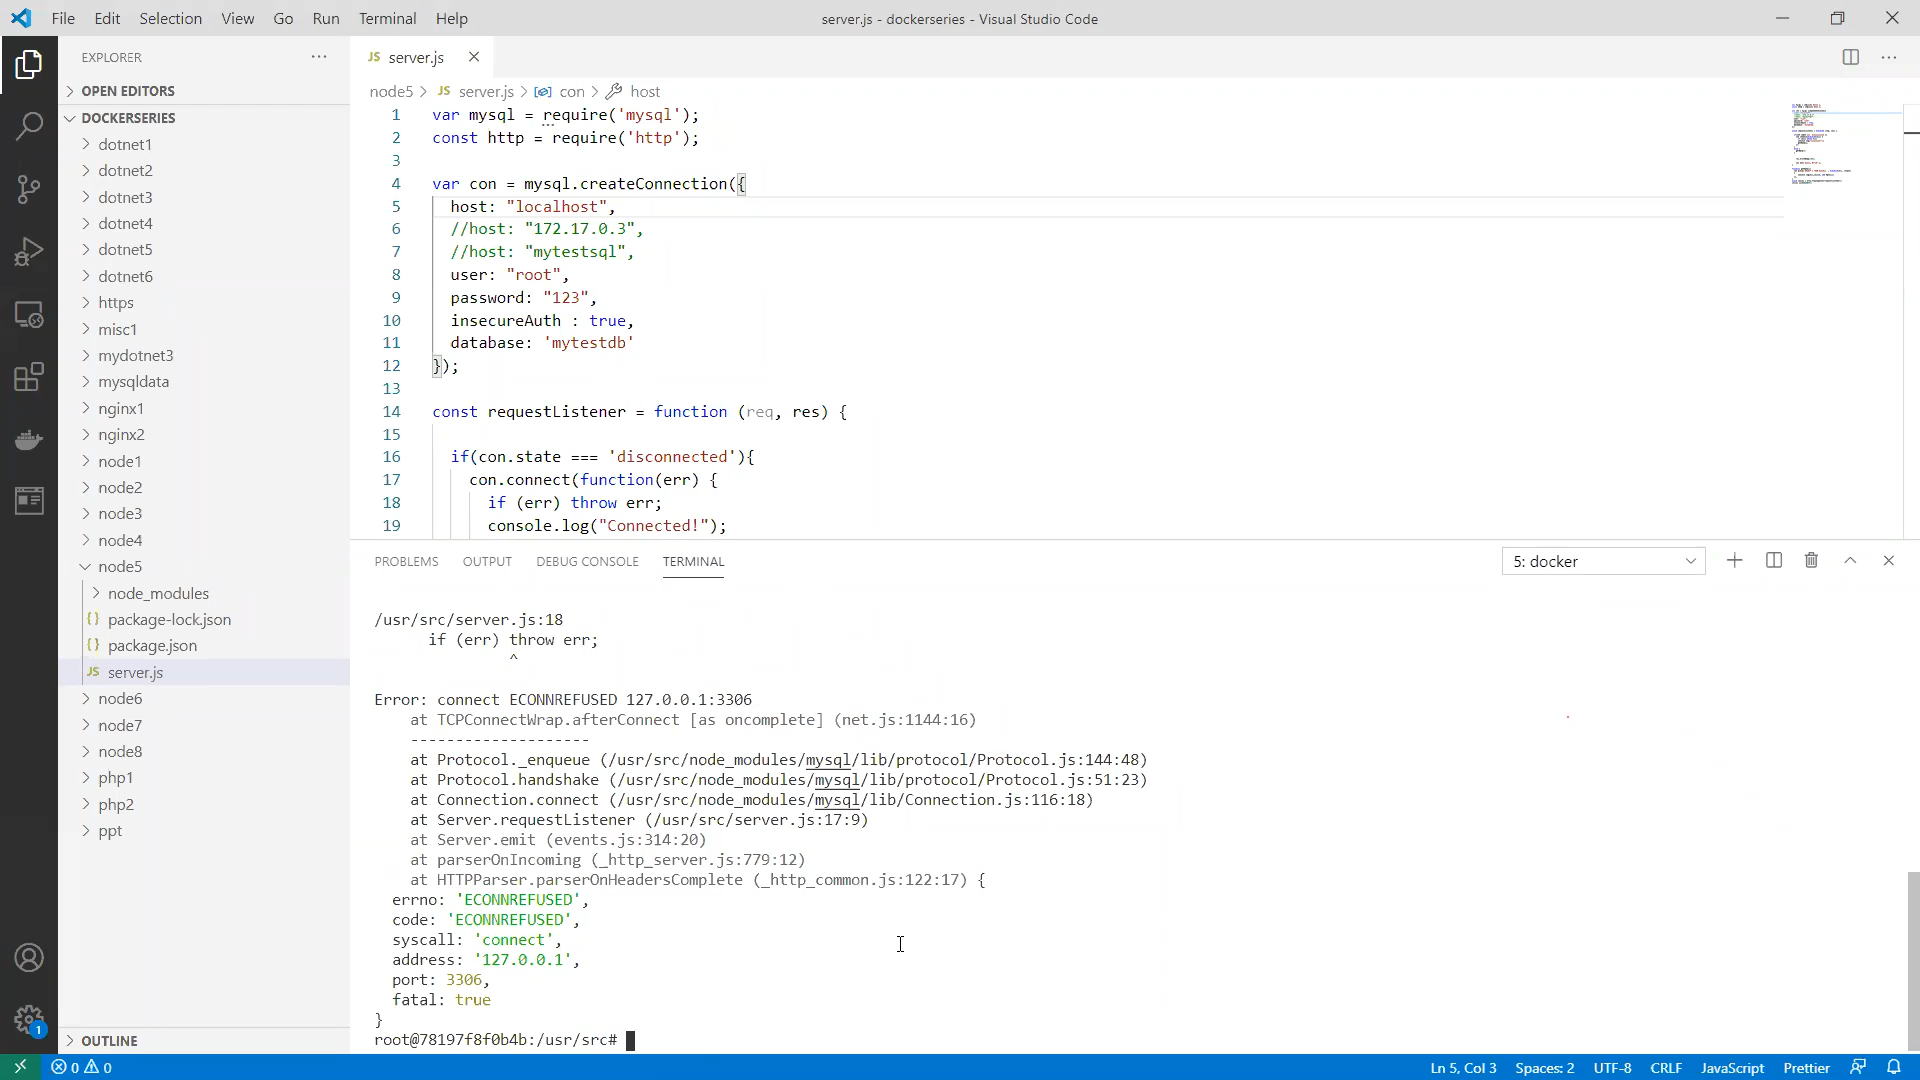 File Edit Selection View Go Run Terminal Help
server.js - dockerseries - Visual Studio Code
EXPLORER
OPEN EDITORS
DOCKERSERIES
dotnet1
dotnet2
dotnet3
dotnet4
dotnet5
dotnet6
https
misc1
mydotnet3
mysqldata
nginx1
nginx2
node1
node2
node3
node4
node5
node_modules
{} package-lock.json
{} package.json
JS server.js
node6
node7
node8
php1
php2
ppt
OUTLINE
JS server.js
node5 > JS server.js > con > host
1 var mysql = require('mysql');
2 const http = require('http');
3
4 var con = mysql.createConnection({
5 host: "localhost",
6 //host: "172.17.0.3",
7 //host: "mytestsql",
8 user: "root",
9 password: "123",
10 insecureAuth : true,
11 database: 'mytestdb'
12 });
13
14 const requestListener = function (req, res) {
15
16 if(con.state === 'disconnected'){
17 con.connect(function(err) {
18 if (err) throw err;
19 console.log("Connected!");
PROBLEMS OUTPUT DEBUG CONSOLE TERMINAL
5: docker
/usr/src/server.js:18
if (err) throw err;
^
Error: connect ECONNREFUSED 127.0.0.1:3306
at TCPConnectWrap.afterConnect [as oncomplete] (net.js:1144:16)
--------------------
at Protocol._enqueue (/usr/src/node_modules/mysql/lib/protocol/Protocol.js:144:48)
at Protocol.handshake (/usr/src/node_modules/mysql/lib/protocol/Protocol.js:51:23)
at Connection.connect (/usr/src/node_modules/mysql/lib/Connection.js:116:18)
at Server.requestListener (/usr/src/server.js:17:9)
at Server.emit (events.js:314:20)
at parserOnIncoming (_http_server.js:779:12)
at HTTPParser.parserOnHeadersComplete (_http_common.js:122:17) {
errno: 'ECONNREFUSED',
code: 'ECONNREFUSED',
syscall: 'connect',
address: '127.0.0.1',
port: 3306,
fatal: true
}
root@78197f8f0b4b:/usr/src#
1
0 0
Ln 5, Col 3 Spaces: 2 UTF-8 CRLF JavaScript Prettier